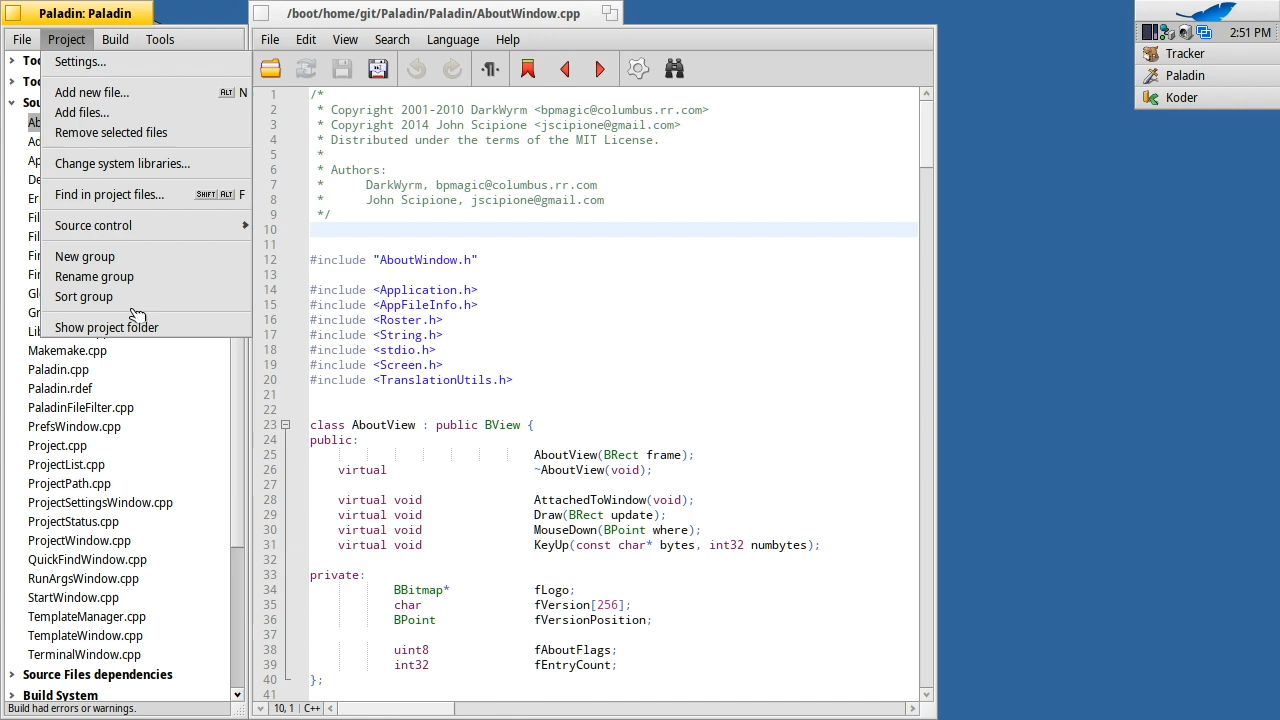 Paladin: Paladin
File Project Build Tools
Settings...
Add new file... ALT N
Add files...
Remove selected files
Change system libraries...
Find in project files... SHIFT ALT F
Source control
New group
Rename group
Sort group
Show project folder
Makemake.cpp
Paladin.cpp
Paladin.rdef
PaladinFileFilter.cpp
PrefsWindow.cpp
Project.cpp
ProjectList.cpp
ProjectPath.cpp
ProjectSettingsWindow.cpp
ProjectStatus.cpp
ProjectWindow.cpp
QuickFindWindow.cpp
RunArgsWindow.cpp
StartWindow.cpp
TemplateManager.cpp
TemplateWindow.cpp
TerminalWindow.cpp
Source Files dependencies
Build System
Build had errors or warnings.
/boot/home/git/Paladin/Paladin/AboutWindow.cpp
File Edit View Search Language Help
1 /*
2 * Copyright 2001-2010 DarkWyrm <bpmagic@columbus.rr.com>
3 * Copyright 2014 John Scipione <jscipione@gmail.com>
4 * Distributed under the terms of the MIT License.
5 *
6 * Authors:
7 * DarkWyrm, bpmagic@columbus.rr.com
8 * John Scipione, jscipione@gmail.com
9 */
10
11
12 #include "AboutWindow.h"
13
14 #include <Application.h>
15 #include <AppFileInfo.h>
16 #include <Roster.h>
17 #include <String.h>
18 #include <stdio.h>
19 #include <Screen.h>
20 #include <TranslationUtils.h>
21
22
23 class AboutView : public BView {
24 public:
25 AboutView(BRect frame);
26 virtual ~AboutView(void);
27
28 virtual void AttachedToWindow(void);
29 virtual void Draw(BRect update);
30 virtual void MouseDown(BPoint where);
31 virtual void KeyUp(const char* bytes, int32 numbytes);
32
33 private:
34 BBitmap* fLogo;
35 char fVersion[256];
36 BPoint fVersionPosition;
37
38 uint8 fAboutFlags;
39 int32 fEntryCount;
40 };
41
10, 1 C++
2:51 PM
Tracker
Paladin
Koder